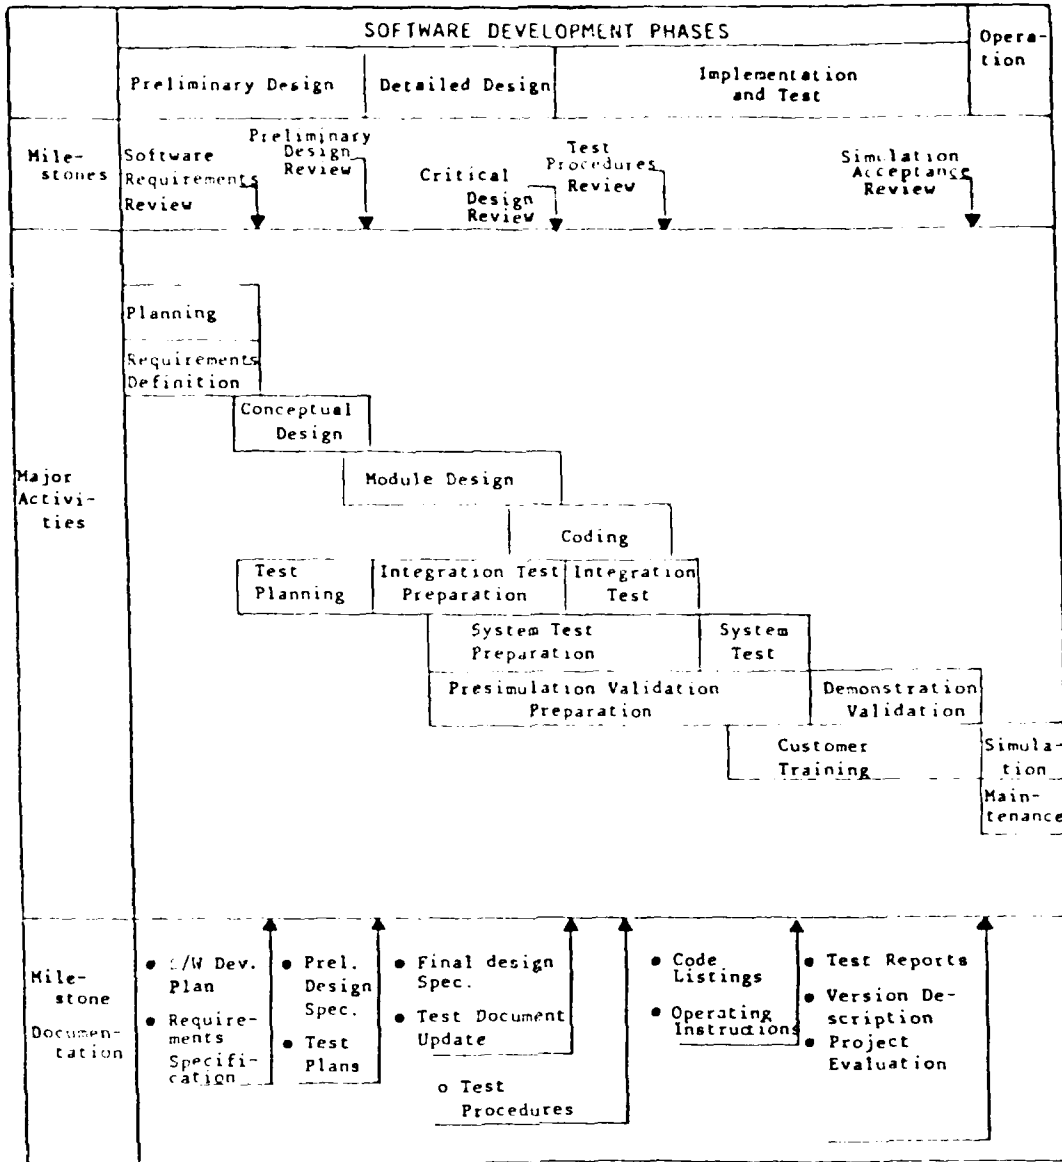 SOFTWARE DEVELOPMENT PHASES
Opera-
tion
Preliminary Design
Detailed Design
Implementation
and Test
Mile-
stones
Software
Requirements
Review
Preliminary
Design
Review
Critical
Design
Review
Test
Procedures
Review
Simulation
Acceptance
Review
Major
Activi-
ties
Planning
Requirements
Definition
Conceptual
Design
Module Design
Coding
Test
Planning
Integration Test
Preparation
Integration
Test
System Test
Preparation
System
Test
Presimulation Validation
Preparation
Demonstration
Validation
Customer
Training
Simula-
tion
Main-
tenance
Mile-
stone
Documen-
tation
• S/W Dev.
Plan
• Require-
ments
Specifi-
cation
• Prel.
Design
Spec.
• Test
Plans
• Final design
Spec.
• Test Document
Update
o Test
Procedures
• Code
Listings
• Operating
Instructions
• Test Reports
• Version De-
scription
• Project
Evaluation